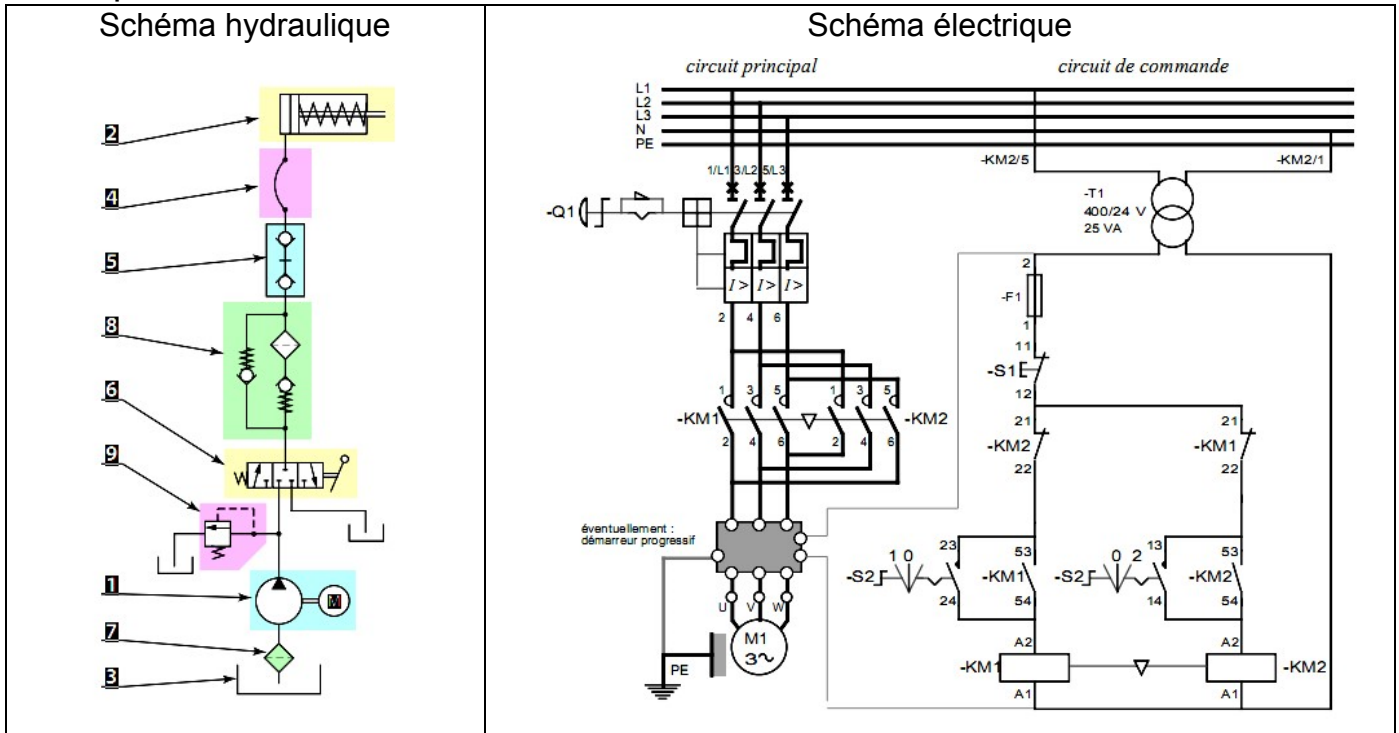 Schéma hydraulique
Schéma électrique
2
4
5
8
6
9
1
M
7
3
circuit principal
circuit de commande
L1
L2
L3
N
PE
1/L1 3/L2 5/L3
-KM2/5
-KM2/1
-Q1
-T1
400/24 V
25 VA
I> I> I>
2 4 6
2
-F1
1
11
-S1
12
1 3 5 1 3 5
-KM1
-KM2
2 4 6 2 4 6
21
-KM2
22
21
-KM1
22
éventuellement :
démarreur progressif
U V W
M1
3~
PE
1 0
23
53
-S2
-KM1
24
54
0 2
13
53
-S2
-KM2
14
54
A2
A2
-KM1
-KM2
A1
A1